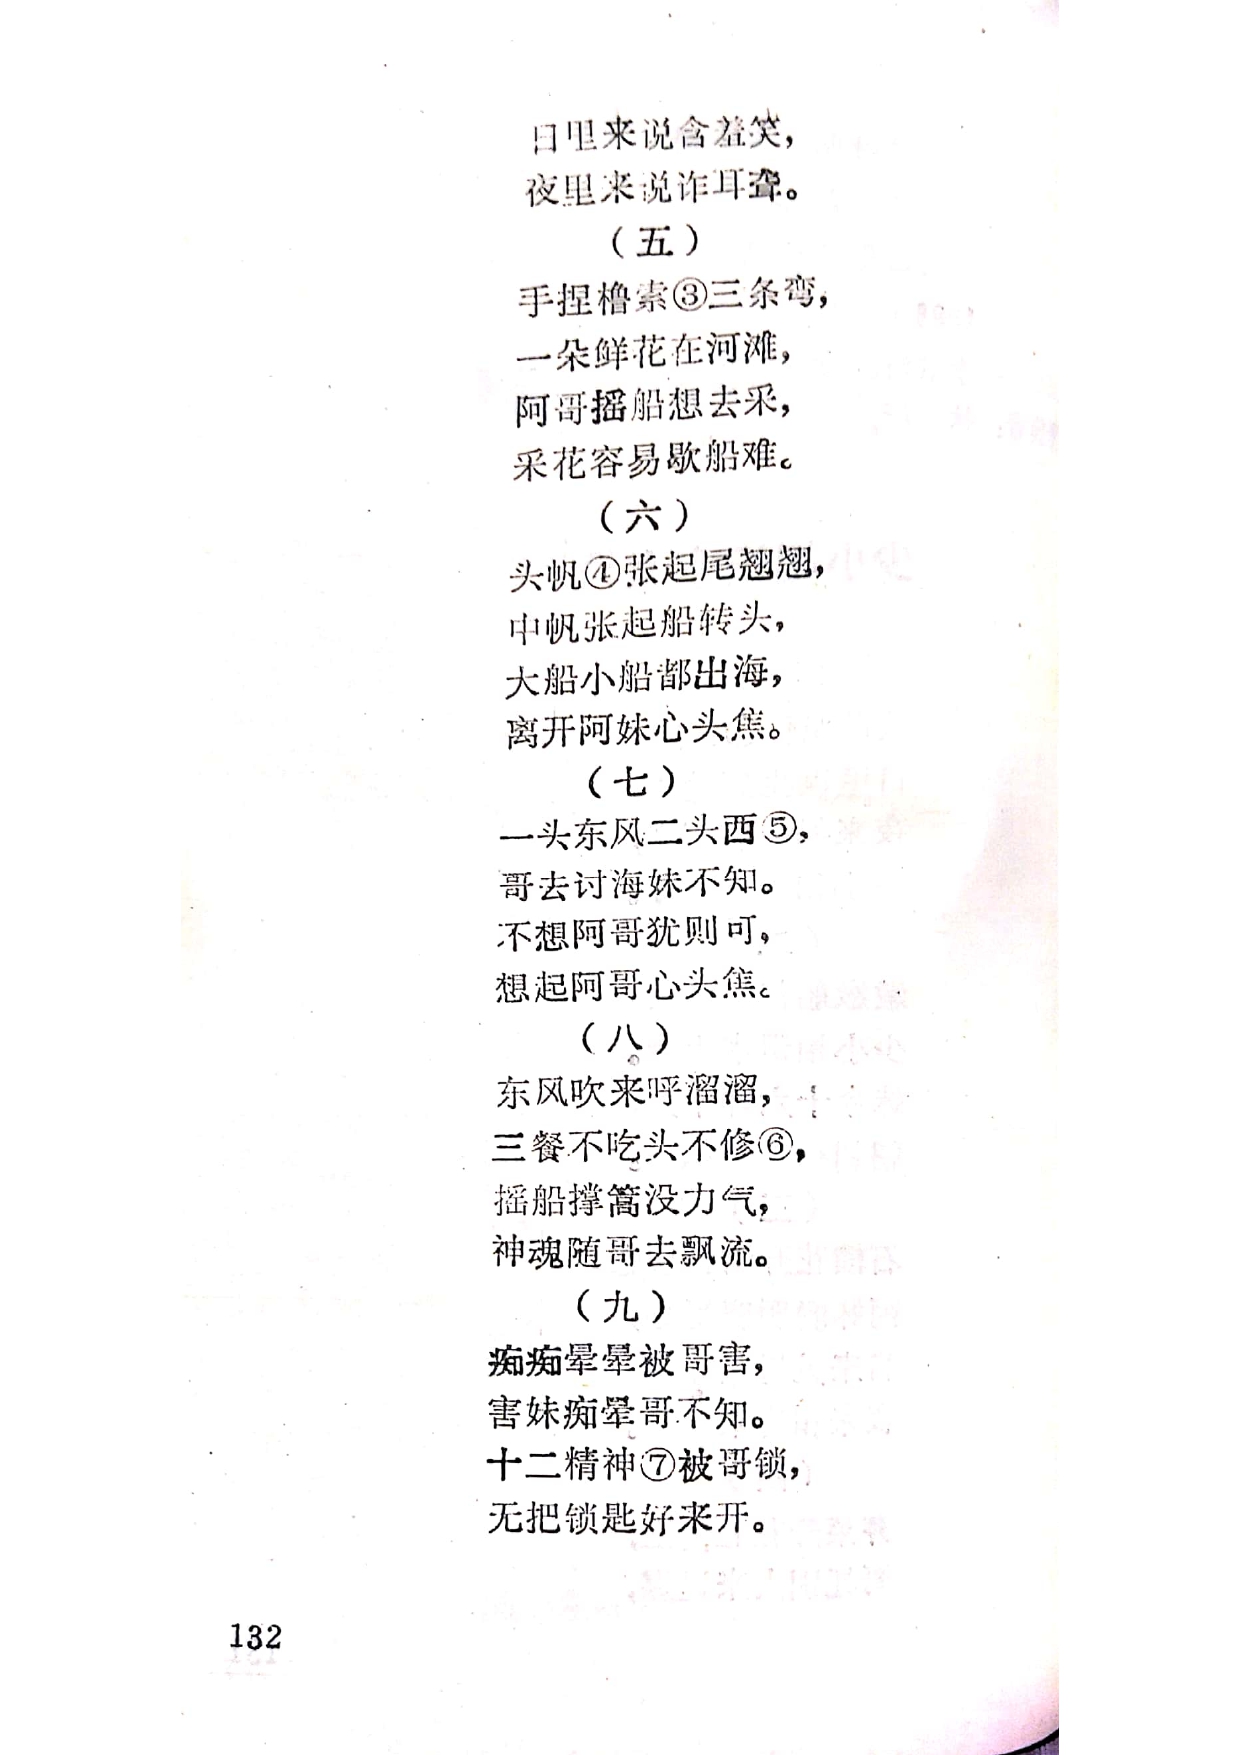 日里来说含羞笑,
夜里来说诈耳聋。
(五)
手捏橹索③三条弯,
一朵鲜花在河滩,
阿哥摇船想去采,
采花容易歇船难。
(六)
头帆④张起尾翘翘,
中帆张起船转头,
大船小船都出海,
离开阿妹心头焦。
(七)
一头东风二头西⑤,
哥去讨海妹不知。
不想阿哥犹则可,
想起阿哥心头焦。
(八)
东风吹来呼溜溜,
三餐不吃头不修⑥,
摇船撑篙没力气,
神魂随哥去飘流。
(九)
痴痴晕晕被哥害,
害妹痴晕哥不知。
十二精神⑦被哥锁,
无把锁匙好来开。
132